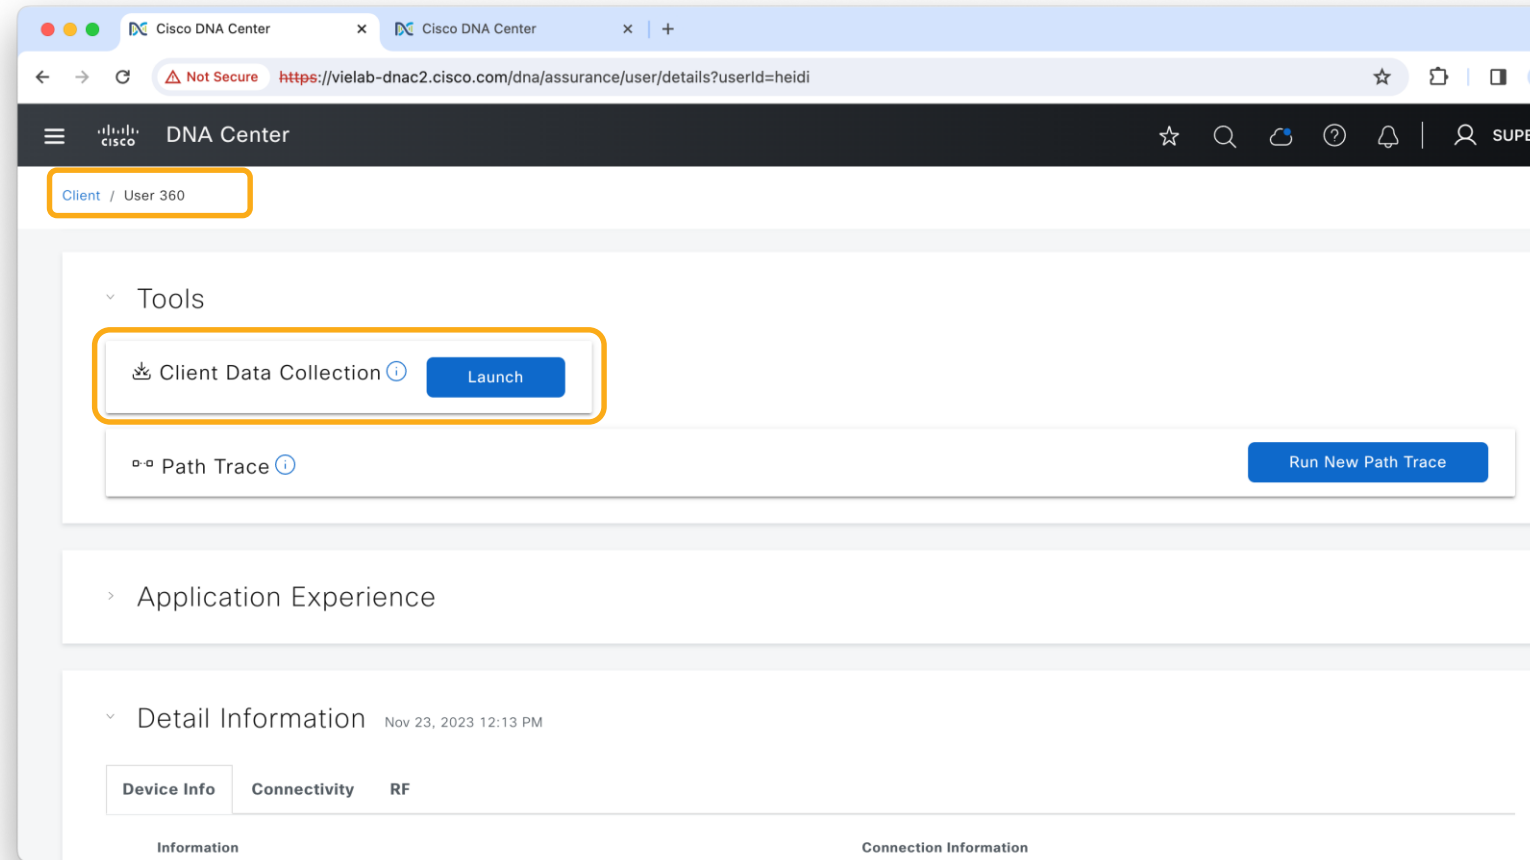 Cisco DNA Center
Cisco DNA Center
Not Secure https://vielab-dnac2.cisco.com/dna/assurance/user/details?userId=heidi
cisco DNA Center
SUPE
Client / User 360
Tools
Client Data Collection Launch
Path Trace Run New Path Trace
Application Experience
Detail Information Nov 23, 2023 12:13 PM
Device Info Connectivity RF
Information Connection Information